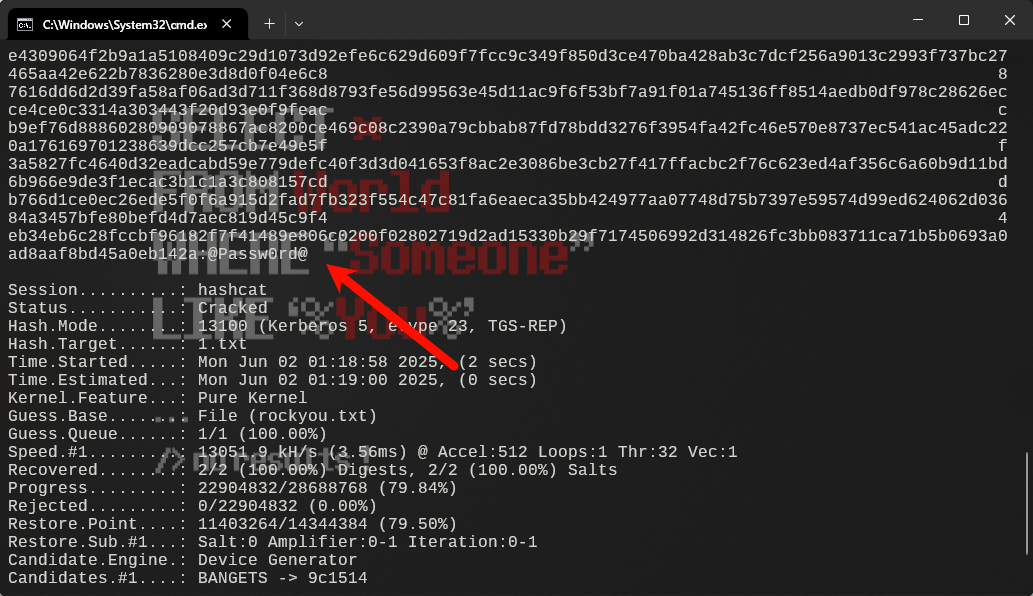 C:\Windows\System32\cmd.ex
e4309064f2b9a1a5108409c29d1073d92efe6c629d609f7fcc9c349f850d3ce470ba428ab3c7dcf256a9013c2993f737bc27
465aa42e622b7836280e3d8d0f04e6c8 8
7616dd6d2d39fa58af06ad3d711f368d8793fe56d99563e45d11ac9f6f53bf7a91f01a745136ff8514aedb0df978c28626ec
ce4ce0c3314a303443f20d93e0f9feac c
b9ef76d88860280909078867ac8200ce469c08c2390a79cbbab87fd78bdd3276f3954fa42fc46e570e8737ec541ac45adc22
0a176169701238639dcc257cb7e49e5f f
3a5827fc4640d32eadcabd59e779defc40f3d3d041653f8ac2e3086be3cb27f417ffacbc2f76c623ed4af356c6a60b9d11bd
6b966e9de3f1ecac3b1c1a3c808157cd d
b766d1ce0ec26ede5f0f6a915d2fad7fb323f554c47c81fa6eaeca35bb424977aa07748d75b7397e59574d99ed624062d036
84a3457bfe80befd4d7aec819d45c9f4 4
eb34eb6c28fccbf96182f7f41489e806c0200f02802719d2ad15330b29f7174506992d314826fc3bb083711ca71b5b0693a0
ad8aaf8bd45a0eb142a:@Passw0rd@
Session..........: hashcat
Status...........: Cracked
Hash.Mode........: 13100 (Kerberos 5, etype 23, TGS-REP)
Hash.Target......: 1.txt
Time.Started.....: Mon Jun 02 01:18:58 2025, (2 secs)
Time.Estimated...: Mon Jun 02 01:19:00 2025, (0 secs)
Kernel.Feature...: Pure Kernel
Guess.Base.......: File (rockyou.txt)
Guess.Queue......: 1/1 (100.00%)
Speed.#1.........: 13051.9 kH/s (3.56ms) @ Accel:512 Loops:1 Thr:32 Vec:1
Recovered........: 2/2 (100.00%) Digests, 2/2 (100.00%) Salts
Progress.........: 22904832/28688768 (79.84%)
Rejected.........: 0/22904832 (0.00%)
Restore.Point....: 11403264/14344384 (79.50%)
Restore.Sub.#1...: Salt:0 Amplifier:0-1 Iteration:0-1
Candidate.Engine.: Device Generator
Candidates.#1....: BANGETS -> 9c1514
SELECT *
FROM World
WHERE "Someone"
LIKE '%You%'
...
/> no results !